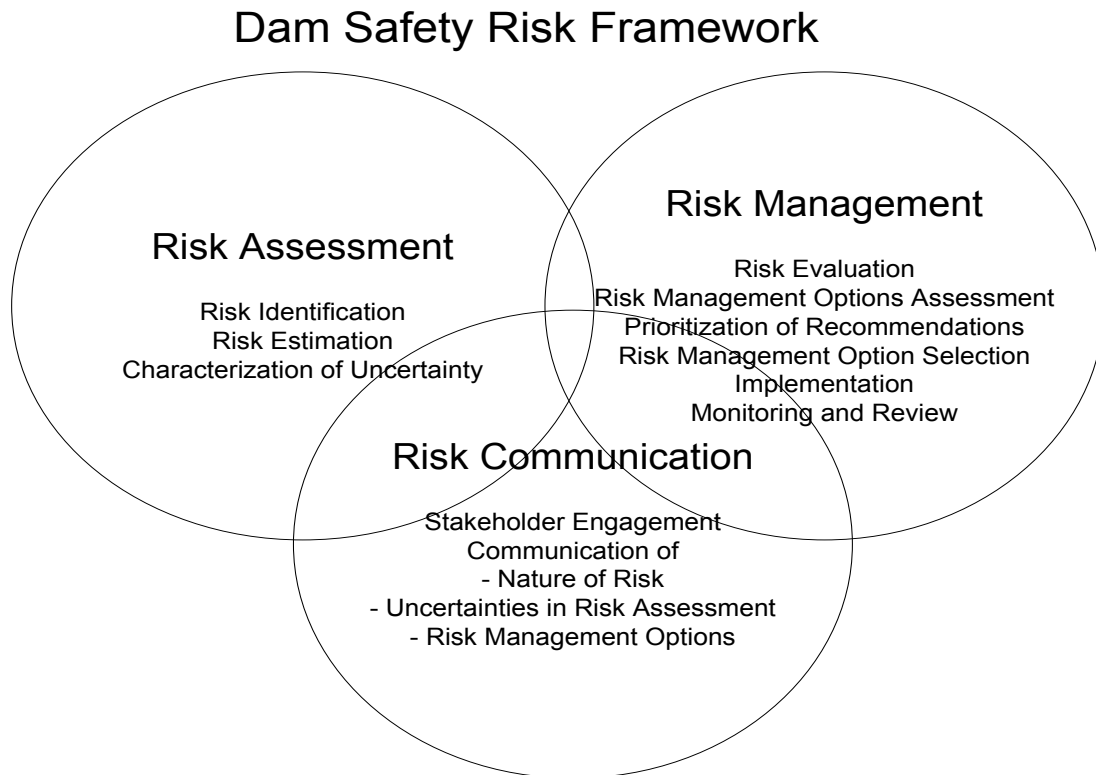 Dam Safety Risk Framework
Risk Assessment
Risk Identification
Risk Estimation
Characterization of Uncertainty
Risk Management
Risk Evaluation
Risk Management Options Assessment
Prioritization of Recommendations
Risk Management Option Selection
Implementation
Monitoring and Review
Risk Communication
Stakeholder Engagement
Communication of
- Nature of Risk
- Uncertainties in Risk Assessment
- Risk Management Options